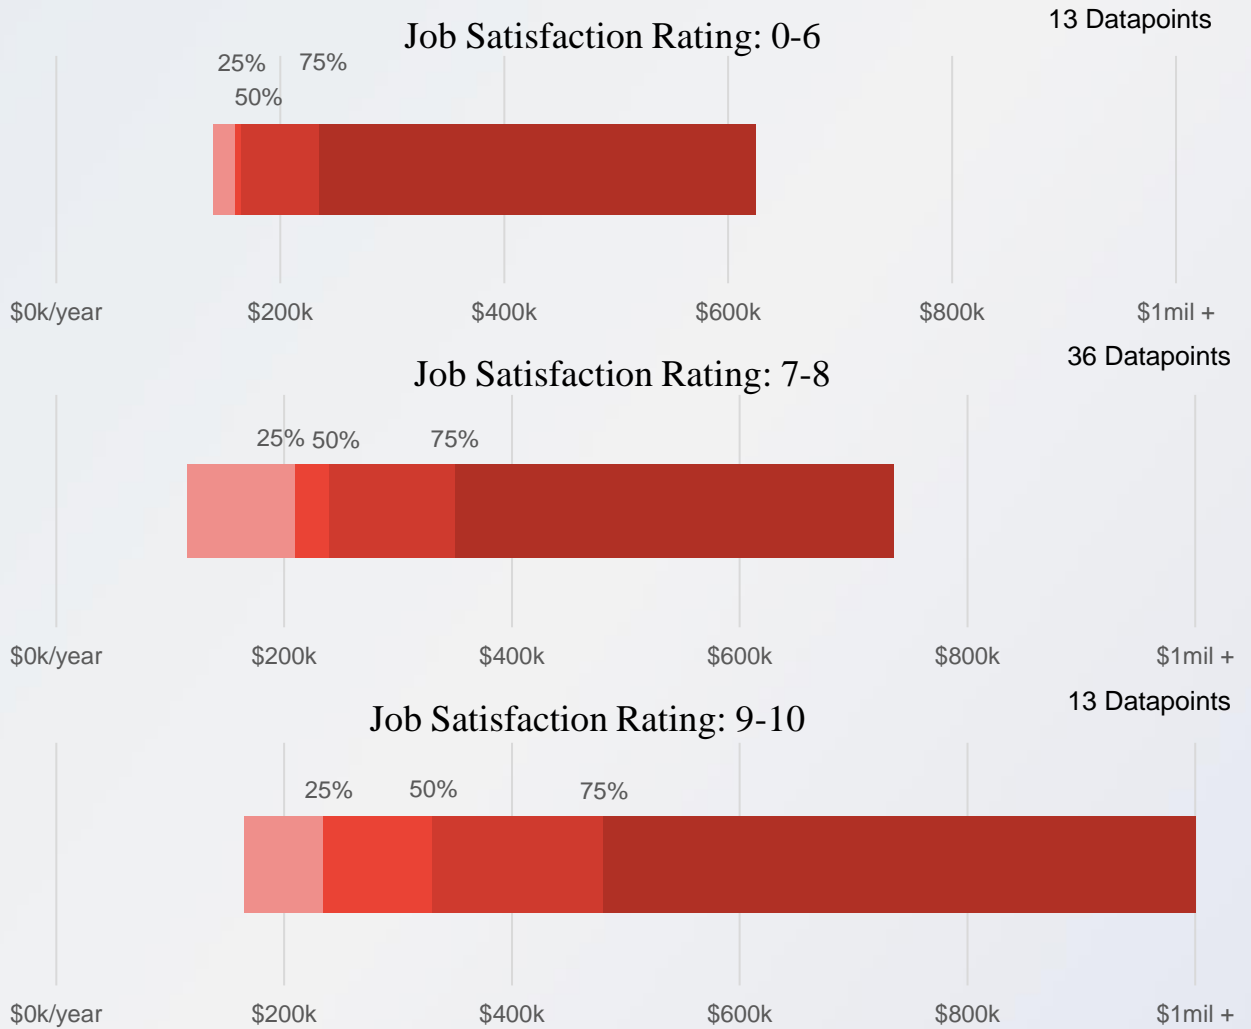 Job Satisfaction Rating: 0-6
13 Datapoints
25%
75%
50%
$0k/year
$200k
$400k
$600k
$800k
$1mil +
Job Satisfaction Rating: 7-8
36 Datapoints
25%
50%
75%
$0k/year
$200k
$400k
$600k
$800k
$1mil +
Job Satisfaction Rating: 9-10
13 Datapoints
25%
50%
75%
$0k/year
$200k
$400k
$600k
$800k
$1mil +